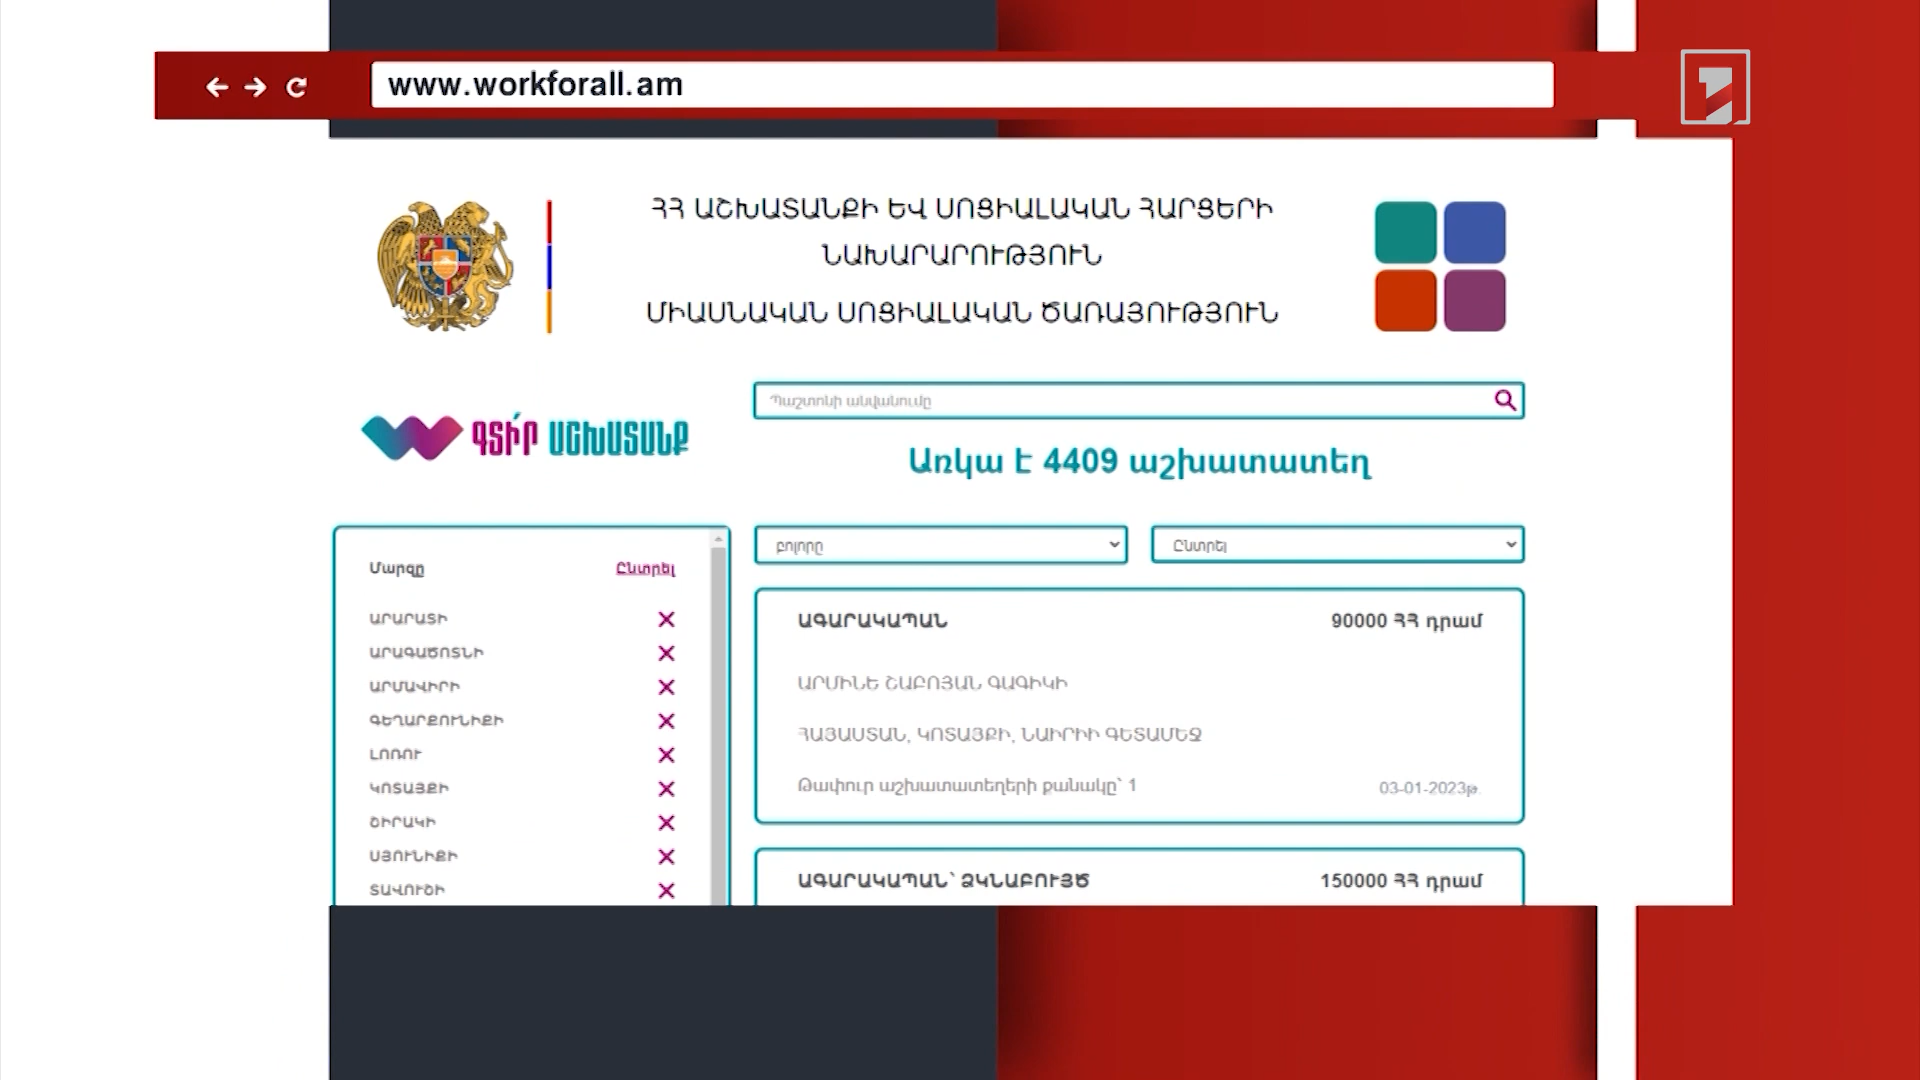 www.workforall.am
ՀՀ ԱՇԽԱՏԱՆՔԻ ԵՎ ՍՈՑԻԱԼԱԿԱՆ ՀԱՐՑԵՐԻ
ՆԱԽԱՐԱՐՈՒԹՅՈՒՆ
ՄԻԱՍՆԱԿԱՆ ՍՈՑԻԱԼԱԿԱՆ ԾԱՌԱՅՈՒԹՅՈՒՆ
Պաշտոնի անվանումը
ԳՏԻ՛Ր ԱՇԽԱՏԱՆՔ
Առկա է 4409 աշխատատեղ
Մարզը Ընտրել
ԱՐԱՐԱՏԻ
ԱՐԱԳԱԾՈՏՆԻ
ԱՐՄԱՎԻՐԻ
ԳԵՂԱՐՔՈՒՆԻՔԻ
ԼՈՌՈՒ
ԿՈՏԱՅՔԻ
ՇԻՐԱԿԻ
ՍՅՈՒՆԻՔԻ
ՏԱՎՈՒՇԻ
բոլորը Ընտրել
ԱԳԱՐԱԿԱՊԱՆ 90000 ՀՀ դրամ
ԱՐՄԻՆԵ ՇԱԲՈՅԱՆ ԳԱԳԻԿԻ
ՀԱՅԱՍՏԱՆ, ԿՈՏԱՅՔԻ, ՆԱԻՐԻԻ ԳԵՏԱՄԵՋ
Թափուր աշխատատեղերի քանակը՝ 1 03-01-2023թ.
ԱԳԱՐԱԿԱՊԱՆ՝ ՁԿՆԱԲՈՒՅԾ 150000 ՀՀ դրամ